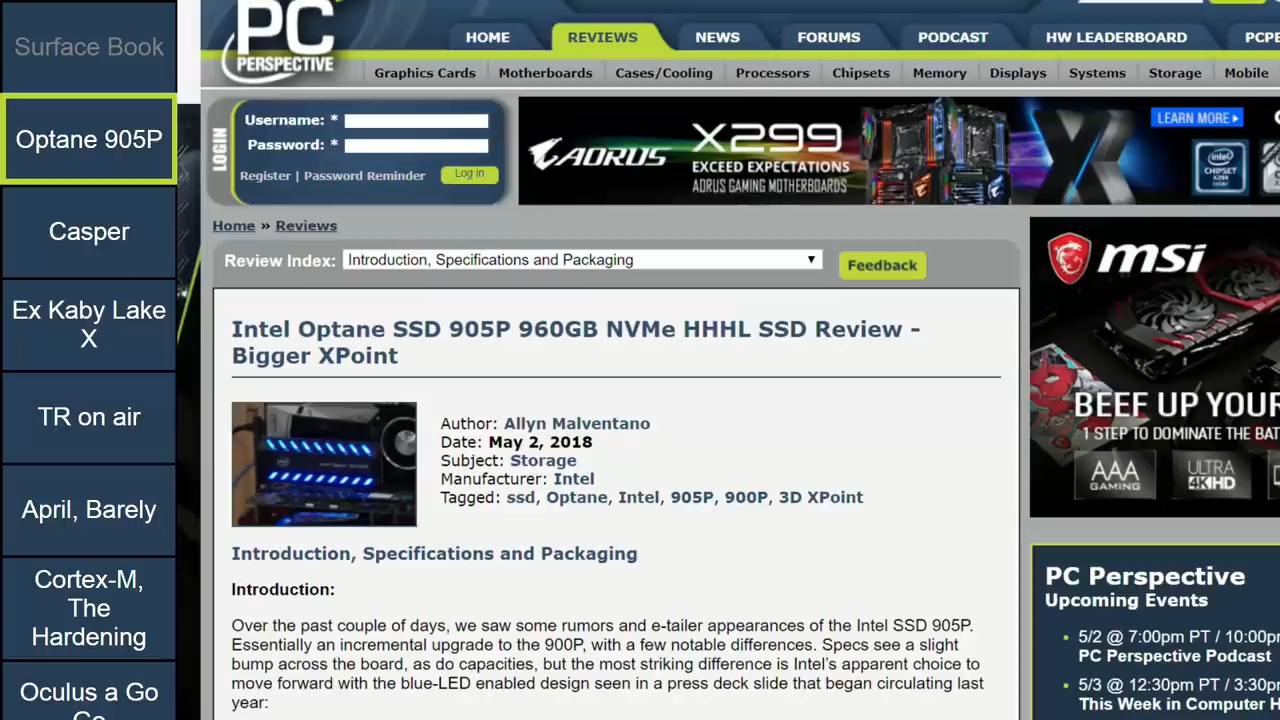 Surface Book
Optane 905P
Casper
Ex Kaby Lake
X
TR on air
April, Barely
Cortex-M,
The
Hardening
Oculus a Go
PC
PERSPECTIVE
HOME
REVIEWS
NEWS
FORUMS
PODCAST
HW LEADERBOARD
PCPE
Graphics Cards
Motherboards
Cases/Cooling
Processors
Chipsets
Memory
Displays
Systems
Storage
Mobile
LOGIN
Username: *
Password: *
Register | Password Reminder
Log in
AORUS
X299
EXCEED EXPECTATIONS
AORUS GAMING MOTHERBOARDS
LEARN MORE
intel
CHIPSET
X299
Home » Reviews
Review Index:
Introduction, Specifications and Packaging
Feedback
Intel Optane SSD 905P 960GB NVMe HHHL SSD Review -
Bigger XPoint
Author: Allyn Malventano
Date: May 2, 2018
Subject: Storage
Manufacturer: Intel
Tagged: ssd, Optane, Intel, 905P, 900P, 3D XPoint
Introduction, Specifications and Packaging
Introduction:
Over the past couple of days, we saw some rumors and e-tailer appearances of the Intel SSD 905P.
Essentially an incremental upgrade to the 900P, with a few notable differences. Specs see a slight
bump across the board, as do capacities, but the most striking difference is Intel's apparent choice to
move forward with the blue-LED enabled design seen in a press deck slide that began circulating last
year:
msi
BEEF UP YOUR
1 STEP TO DOMINATE THE BAT
AAA
GAMING
ULTRA
4K HD
PC Perspective
Upcoming Events
5/2 @ 7:00pm PT / 10:00p
PC Perspective Podcast
5/3 @ 12:30pm PT / 3:30p
This Week in Computer H